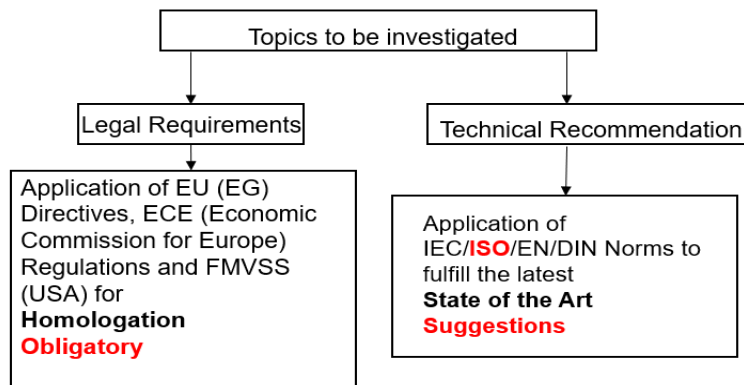 Topics to be investigated
Legal Requirements
Technical Recommendation
Application of EU (EG)
Directives, ECE (Economic
Commission for Europe)
Regulations and FMVSS
(USA) for
Homologation
Obligatory
Application of
IEC/ISO/EN/DIN Norms to
fulfill the latest
State of the Art
Suggestions